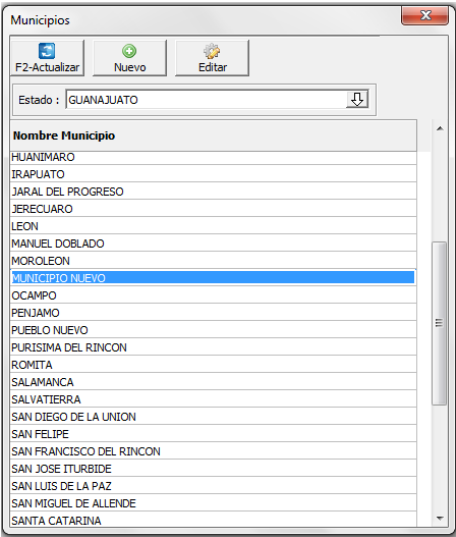 Municipios
F2-Actualizar Nuevo Editar
Estado : GUANAJUATO
Nombre Municipio
HUANIMARO
IRAPUATO
JARAL DEL PROGRESO
JERECUARO
LEON
MANUEL DOBLADO
MOROLEON
MUNICIPIO NUEVO
OCAMPO
PENJAMO
PUEBLO NUEVO
PURISIMA DEL RINCON
ROMITA
SALAMANCA
SALVATIERRA
SAN DIEGO DE LA UNION
SAN FELIPE
SAN FRANCISCO DEL RINCON
SAN JOSE ITURBIDE
SAN LUIS DE LA PAZ
SAN MIGUEL DE ALLENDE
SANTA CATARINA